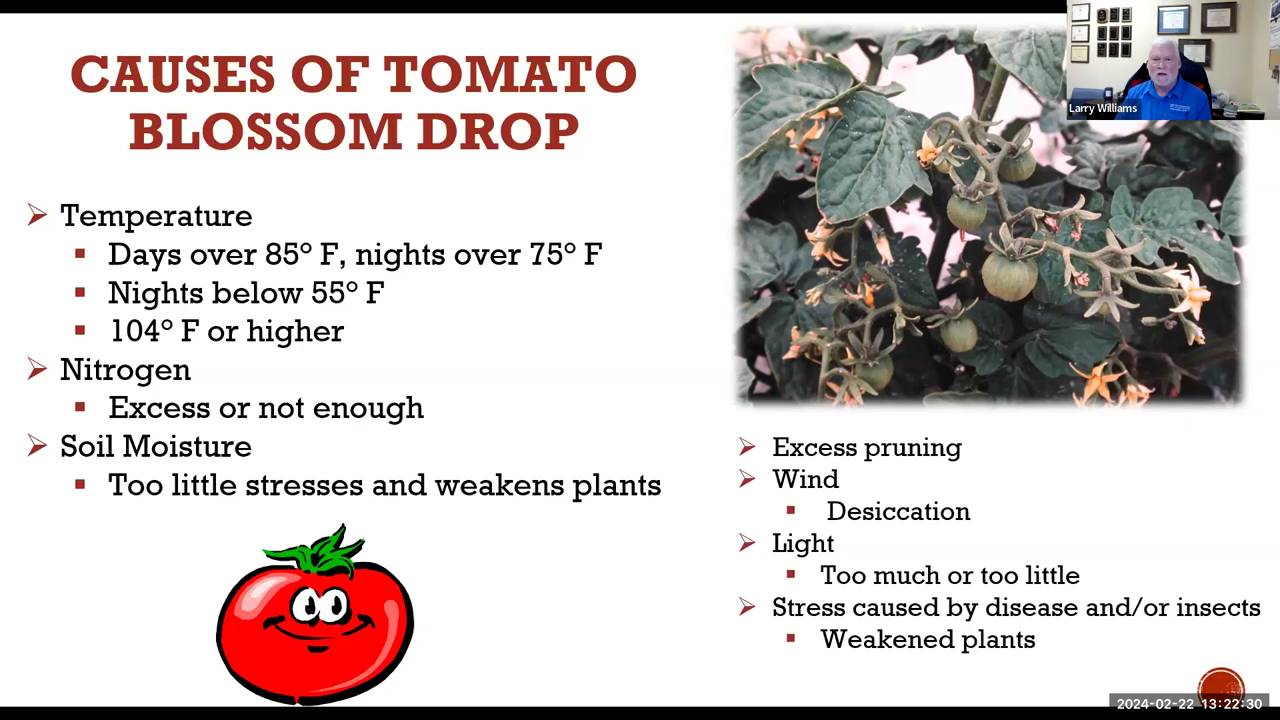 CAUSES OF TOMATO
BLOSSOM DROP
➢ Temperature
▪ Days over 85° F, nights over 75° F
▪ Nights below 55° F
▪ 104° F or higher
➢ Nitrogen
▪ Excess or not enough
➢ Soil Moisture
▪ Too little stresses and weakens plants
Larry Williams
➢ Excess pruning
➢ Wind
▪ Desiccation
➢ Light
▪ Too much or too little
➢ Stress caused by disease and/or insects
▪ Weakened plants
2024-02-22 13:22:30